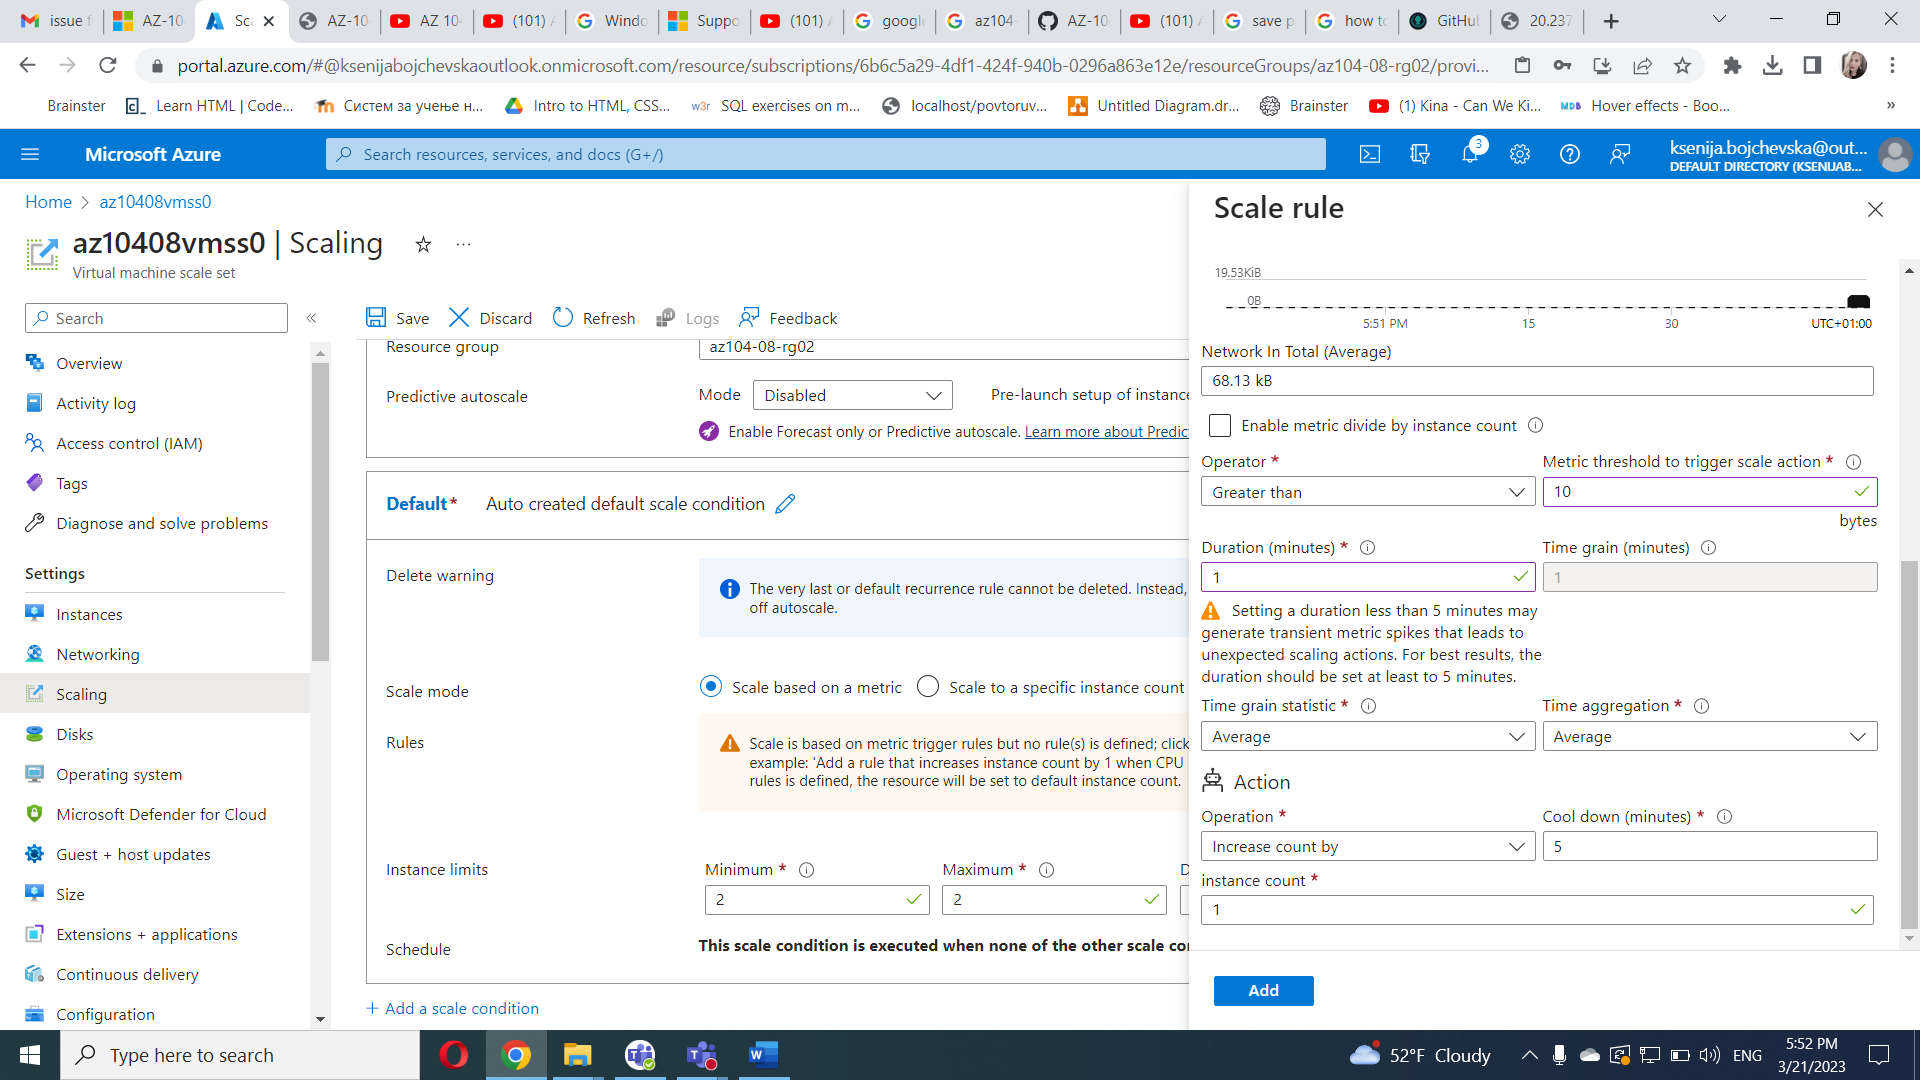 issue f
AZ-10
Sca
AZ-10
AZ 104
(101) A
Windo
Suppo
(101) A
google
az104-
AZ-10
(101) A
save p
how to
GitHub
20.237
portal.azure.com/#@ksenijabojchevskaoutlook.onmicrosoft.com/resource/subscriptions/6b6c5a29-4df1-424f-940b-0296a863e12e/resourceGroups/az104-08-rg02/provi...
Brainster
Learn HTML | Code...
Систем за учење н...
Intro to HTML, CSS...
w3r
SQL exercises on m...
localhost/povtoruv...
Untitled Diagram.dr...
Brainster
(1) Kina - Can We Ki...
MDB
Hover effects - Boo...
»
Microsoft Azure
Search resources, services, and docs (G+/)
3
ksenija.bojchevska@out...
DEFAULT DIRECTORY (KSENIJAB...
Home > az10408vmss0
az10408vmss0 | Scaling
Virtual machine scale set
Search
Overview
Activity log
Access control (IAM)
Tags
Diagnose and solve problems
Settings
Instances
Networking
Scaling
Disks
Operating system
Microsoft Defender for Cloud
Guest + host updates
Size
Extensions + applications
Continuous delivery
Configuration
Save
Discard
Refresh
Logs
Feedback
Resource group
az104-08-rg02
Predictive autoscale
Mode
Disabled
Pre-launch setup of instance
Enable Forecast only or Predictive autoscale. Learn more about Predic
Default*
Auto created default scale condition
Delete warning
The very last or default recurrence rule cannot be deleted. Instead,
off autoscale.
Scale mode
Scale based on a metric
Scale to a specific instance count
Rules
Scale is based on metric trigger rules but no rule(s) is defined; click
example: 'Add a rule that increases instance count by 1 when CPU
rules is defined, the resource will be set to default instance count.
Instance limits
Minimum *
2
Maximum *
2
D
Schedule
This scale condition is executed when none of the other scale co
+ Add a scale condition
Scale rule
19.53KiB
0B
5:51 PM
15
30
UTC+01:00
Network In Total (Average)
68.13 kB
Enable metric divide by instance count
Operator *
Greater than
Metric threshold to trigger scale action *
10
bytes
Duration (minutes) *
1
Time grain (minutes)
1
Setting a duration less than 5 minutes may
generate transient metric spikes that leads to
unexpected scaling actions. For best results, the
duration should be set at least to 5 minutes.
Time grain statistic *
Average
Time aggregation *
Average
Action
Operation *
Increase count by
Cool down (minutes) *
5
instance count *
1
Add
Type here to search
52°F Cloudy
ENG
5:52 PM
3/21/2023